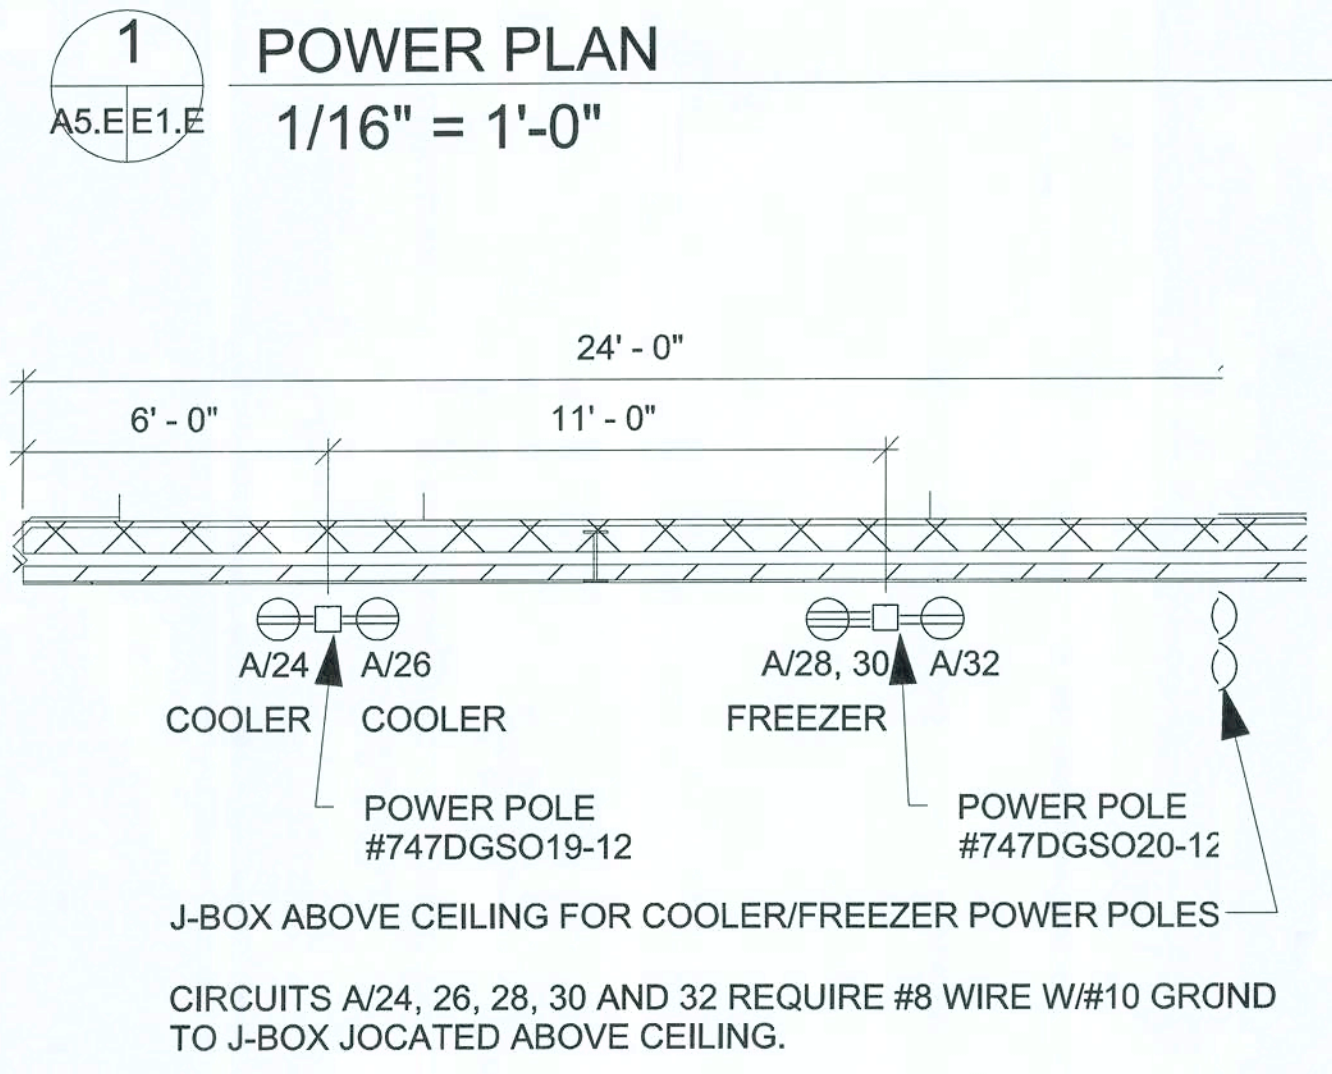 1
POWER PLAN
A5.E E1.E
1/16" = 1'-0"
24' - 0"
6' - 0"
11' - 0"
A/24
A/26
A/28, 30
A/32
COOLER
COOLER
FREEZER
POWER POLE
#747DGSO19-12
POWER POLE
#747DGSO20-12
J-BOX ABOVE CEILING FOR COOLER/FREEZER POWER POLES
CIRCUITS A/24, 26, 28, 30 AND 32 REQUIRE #8 WIRE W/#10 GROND
TO J-BOX JOCATED ABOVE CEILING.